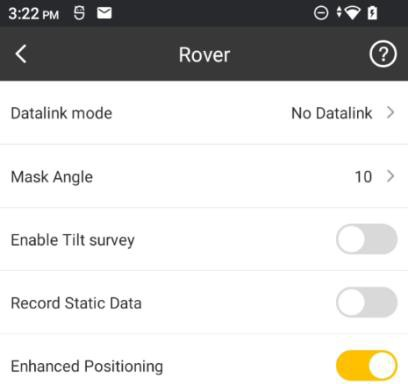 3:22 PM
Rover
Datalink mode No Datalink
Mask Angle 10
Enable Tilt survey
Record Static Data
Enhanced Positioning